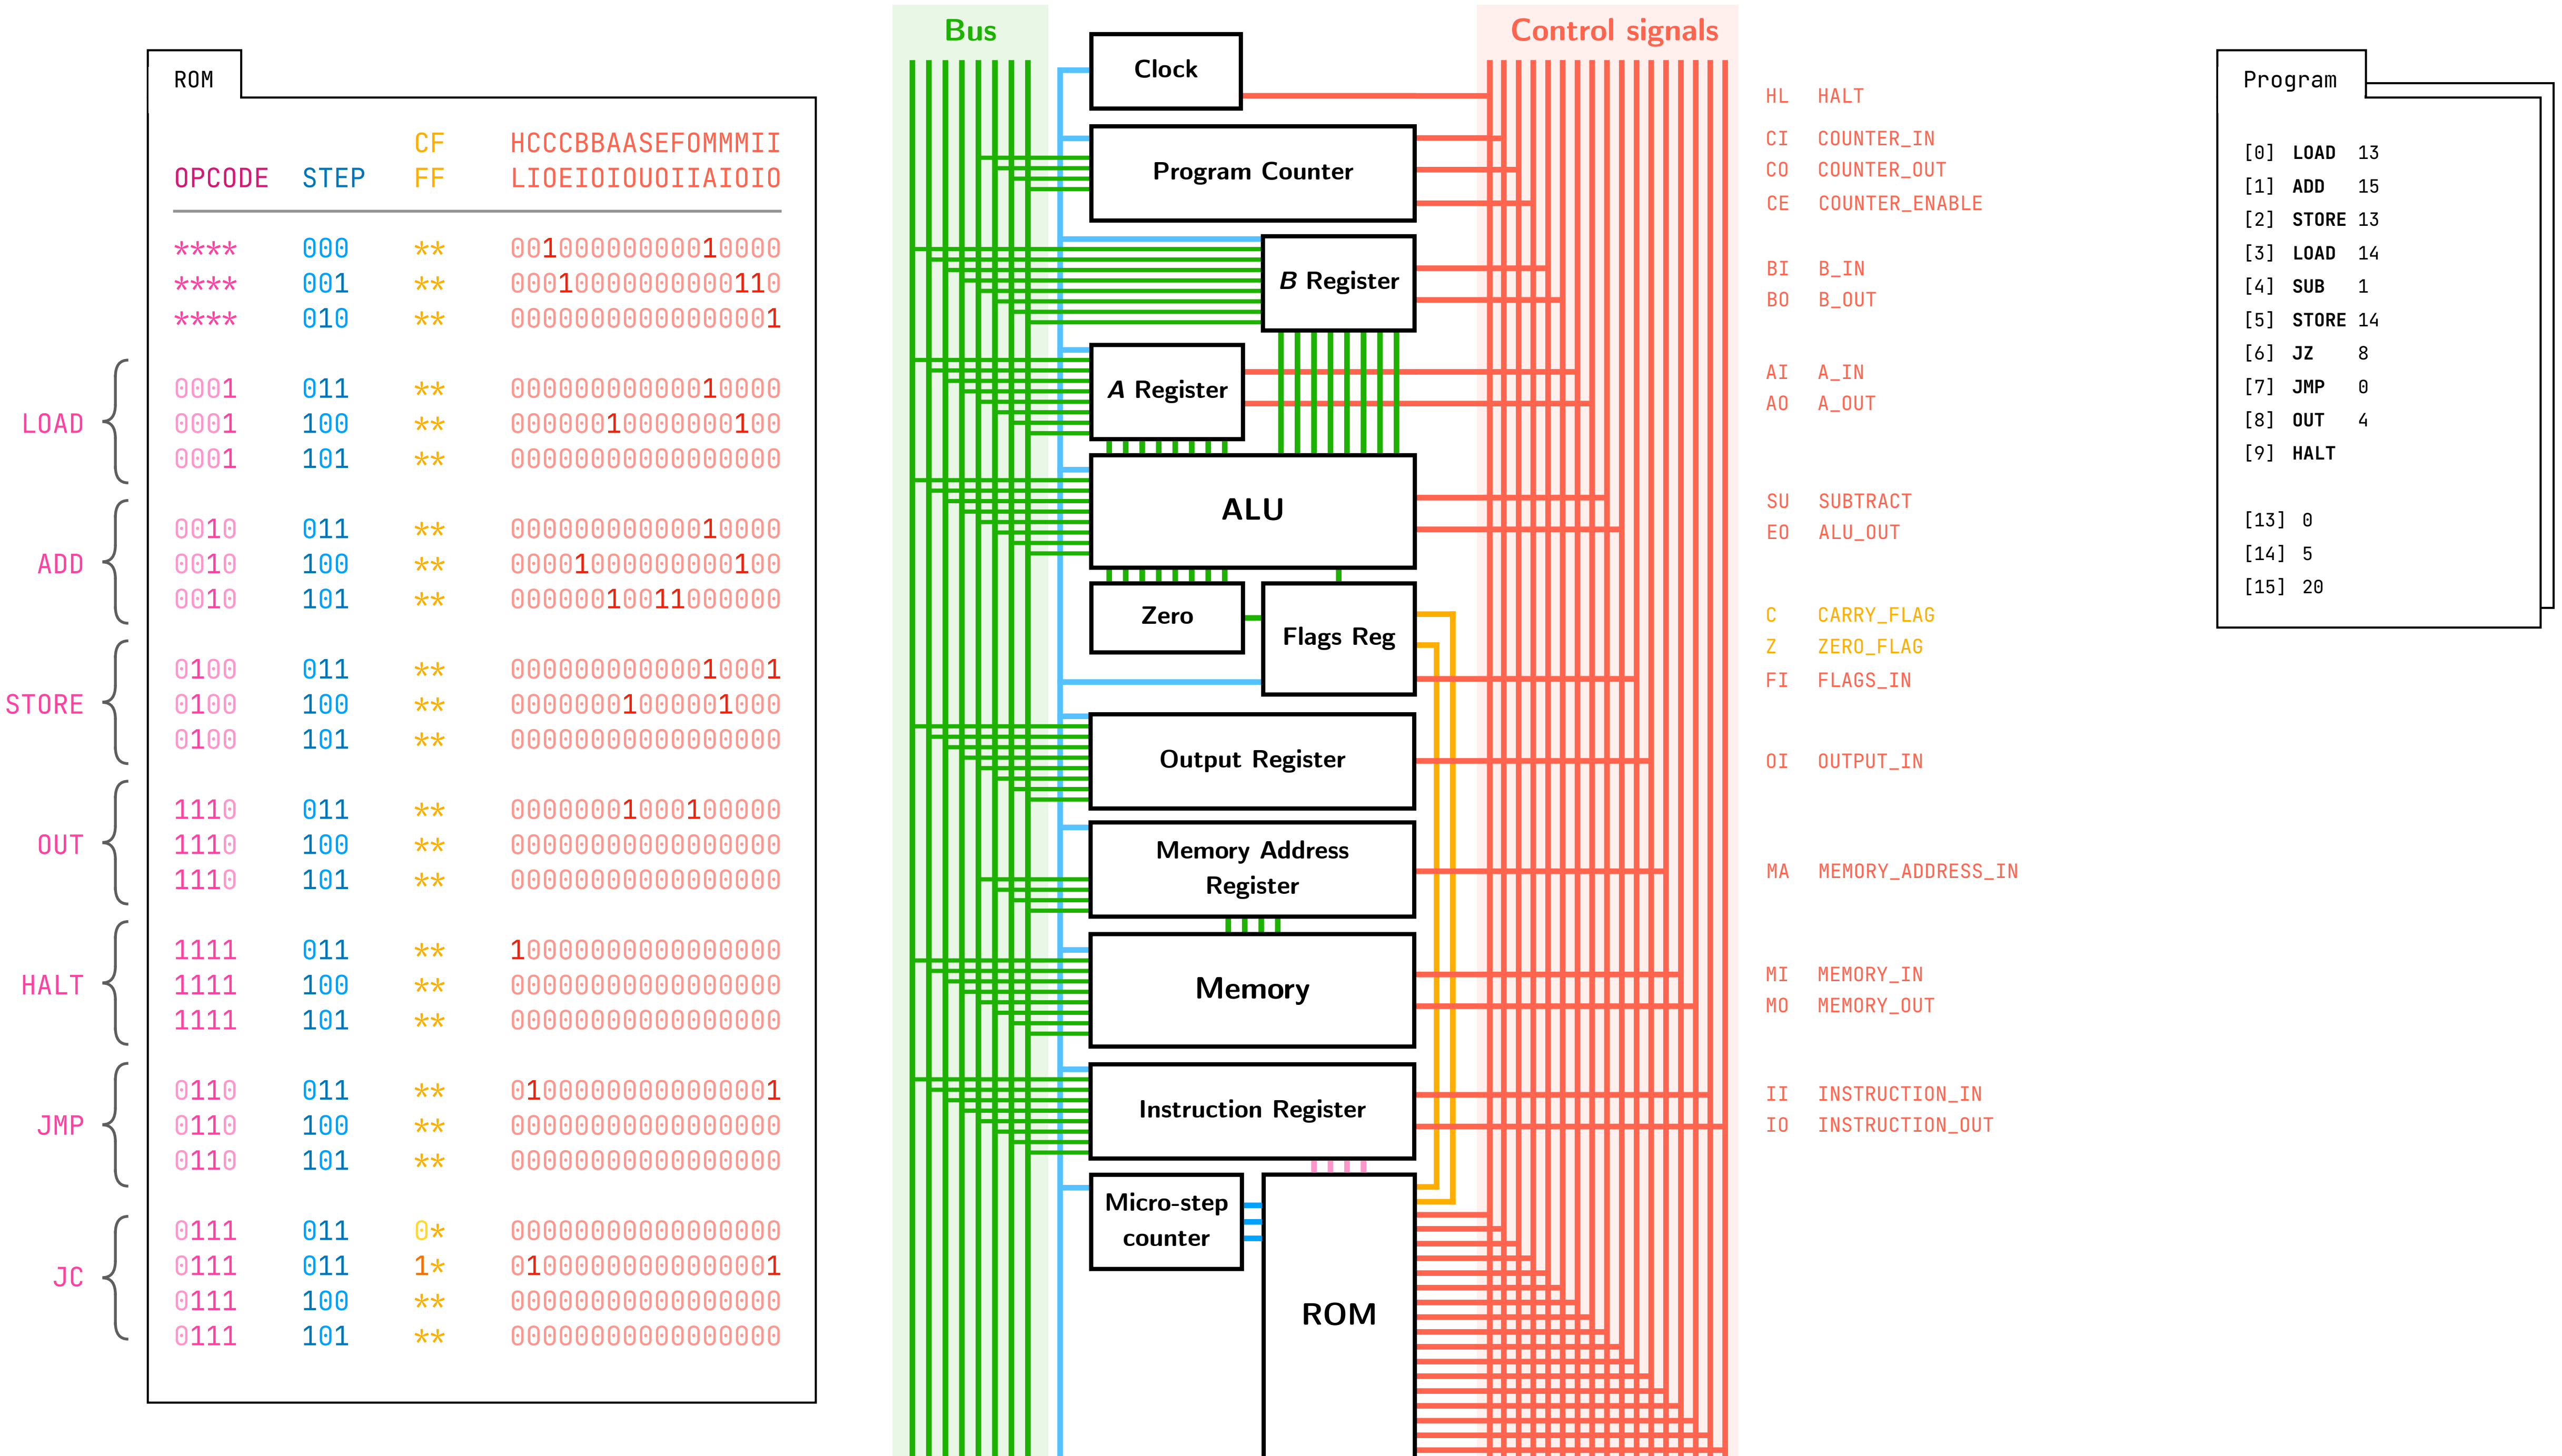 ROM
CF HCCCBBAASEFOMMMII
OPCODE STEP FF LIOEIOIOUOIIAIOIO
**** 000 ** 00100000000010000
**** 001 ** 00010000000000110
**** 010 ** 00000000000000001
LOAD
0001 011 ** 00000000000010000
0001 100 ** 00000010000000100
0001 101 ** 00000000000000000
ADD
0010 011 ** 00000000000010000
0010 100 ** 00001000000000100
0010 101 ** 00000010011000000
STORE
0100 011 ** 00000000000010001
0100 100 ** 00000001000001000
0100 101 ** 00000000000000000
OUT
1110 011 ** 00000001000100000
1110 100 ** 00000000000000000
1110 101 ** 00000000000000000
HALT
1111 011 ** 10000000000000000
1111 100 ** 00000000000000000
1111 101 ** 00000000000000000
JMP
0110 011 ** 01000000000000001
0110 100 ** 00000000000000000
0110 101 ** 00000000000000000
JC
0111 011 0* 00000000000000000
0111 011 1* 01000000000000001
0111 100 ** 00000000000000000
0111 101 ** 00000000000000000
Bus
Control signals
Clock
Program Counter
B Register
A Register
ALU
Zero
Flags Reg
Output Register
Memory Address
Register
Memory
Instruction Register
Micro-step
counter
ROM
HL HALT
CI COUNTER_IN
CO COUNTER_OUT
CE COUNTER_ENABLE
BI B_IN
BO B_OUT
AI A_IN
AO A_OUT
SU SUBTRACT
EO ALU_OUT
C CARRY_FLAG
Z ZERO_FLAG
FI FLAGS_IN
OI OUTPUT_IN
MA MEMORY_ADDRESS_IN
MI MEMORY_IN
MO MEMORY_OUT
II INSTRUCTION_IN
IO INSTRUCTION_OUT
Program
[0] LOAD 13
[1] ADD 15
[2] STORE 13
[3] LOAD 14
[4] SUB 1
[5] STORE 14
[6] JZ 8
[7] JMP 0
[8] OUT 4
[9] HALT
[13] 0
[14] 5
[15] 20